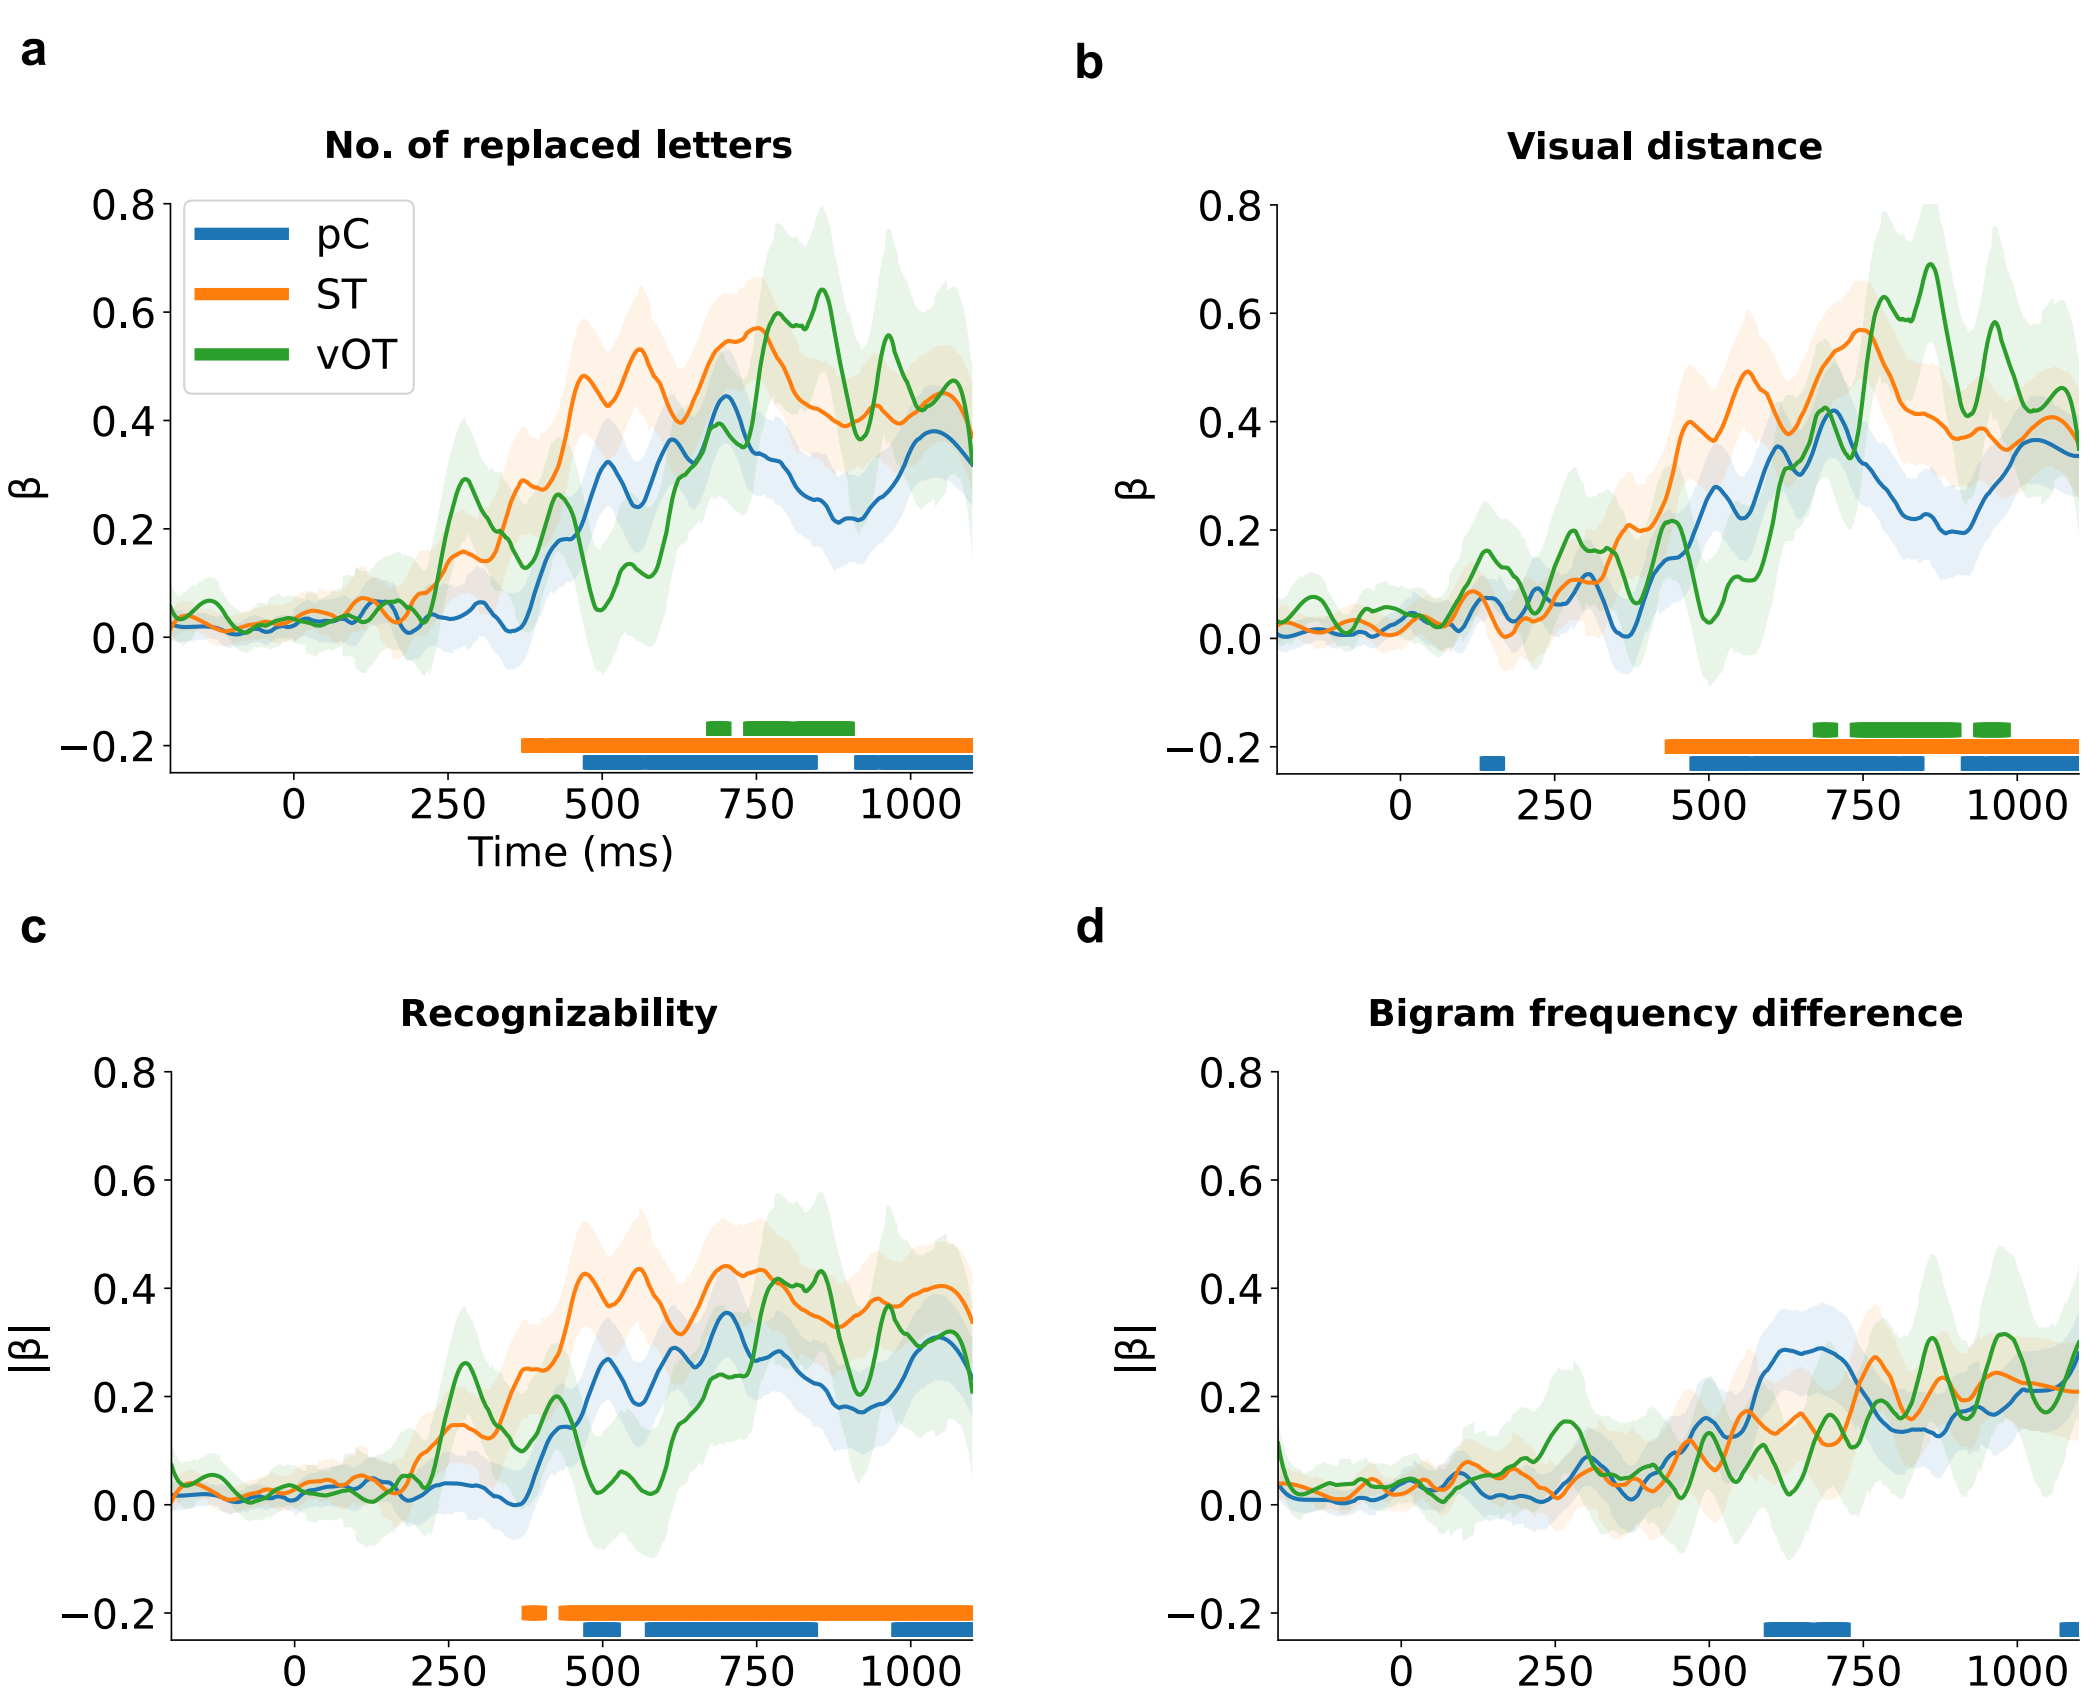 a
No. of replaced letters
0.8
0.6
0.4
0.2
0.0
−0.2
β
pC
ST
vOT
0 250 500 750 1000
Time (ms)
b
Visual distance
0.8
0.6
0.4
0.2
0.0
−0.2
β
0 250 500 750 1000
c
Recognizability
0.8
0.6
0.4
0.2
0.0
−0.2
|β|
0 250 500 750 1000
d
Bigram frequency difference
0.8
0.6
0.4
0.2
0.0
−0.2
|β|
0 250 500 750 1000